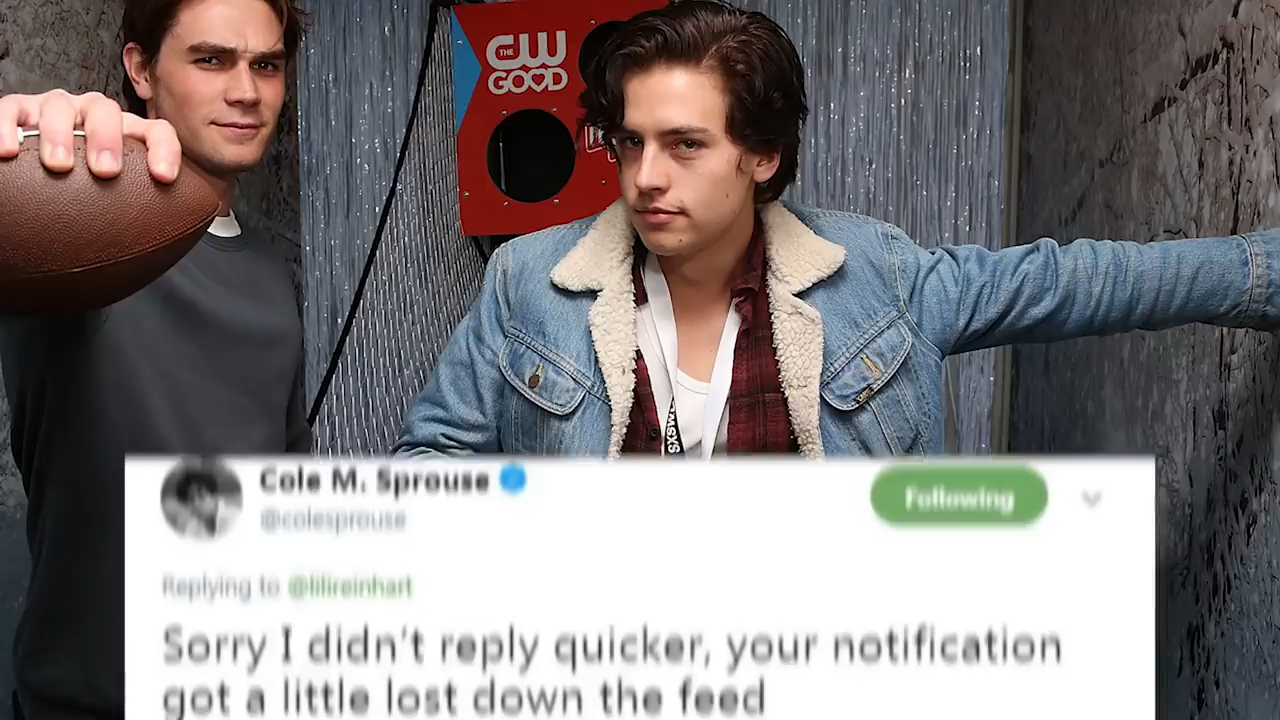 THE CW
GOOD
SXSW
Cole M. Sprouse
@colesprouse
Following
Replying to @lilireinhart
Sorry I didn't reply quicker, your notification
got a little lost down the feed